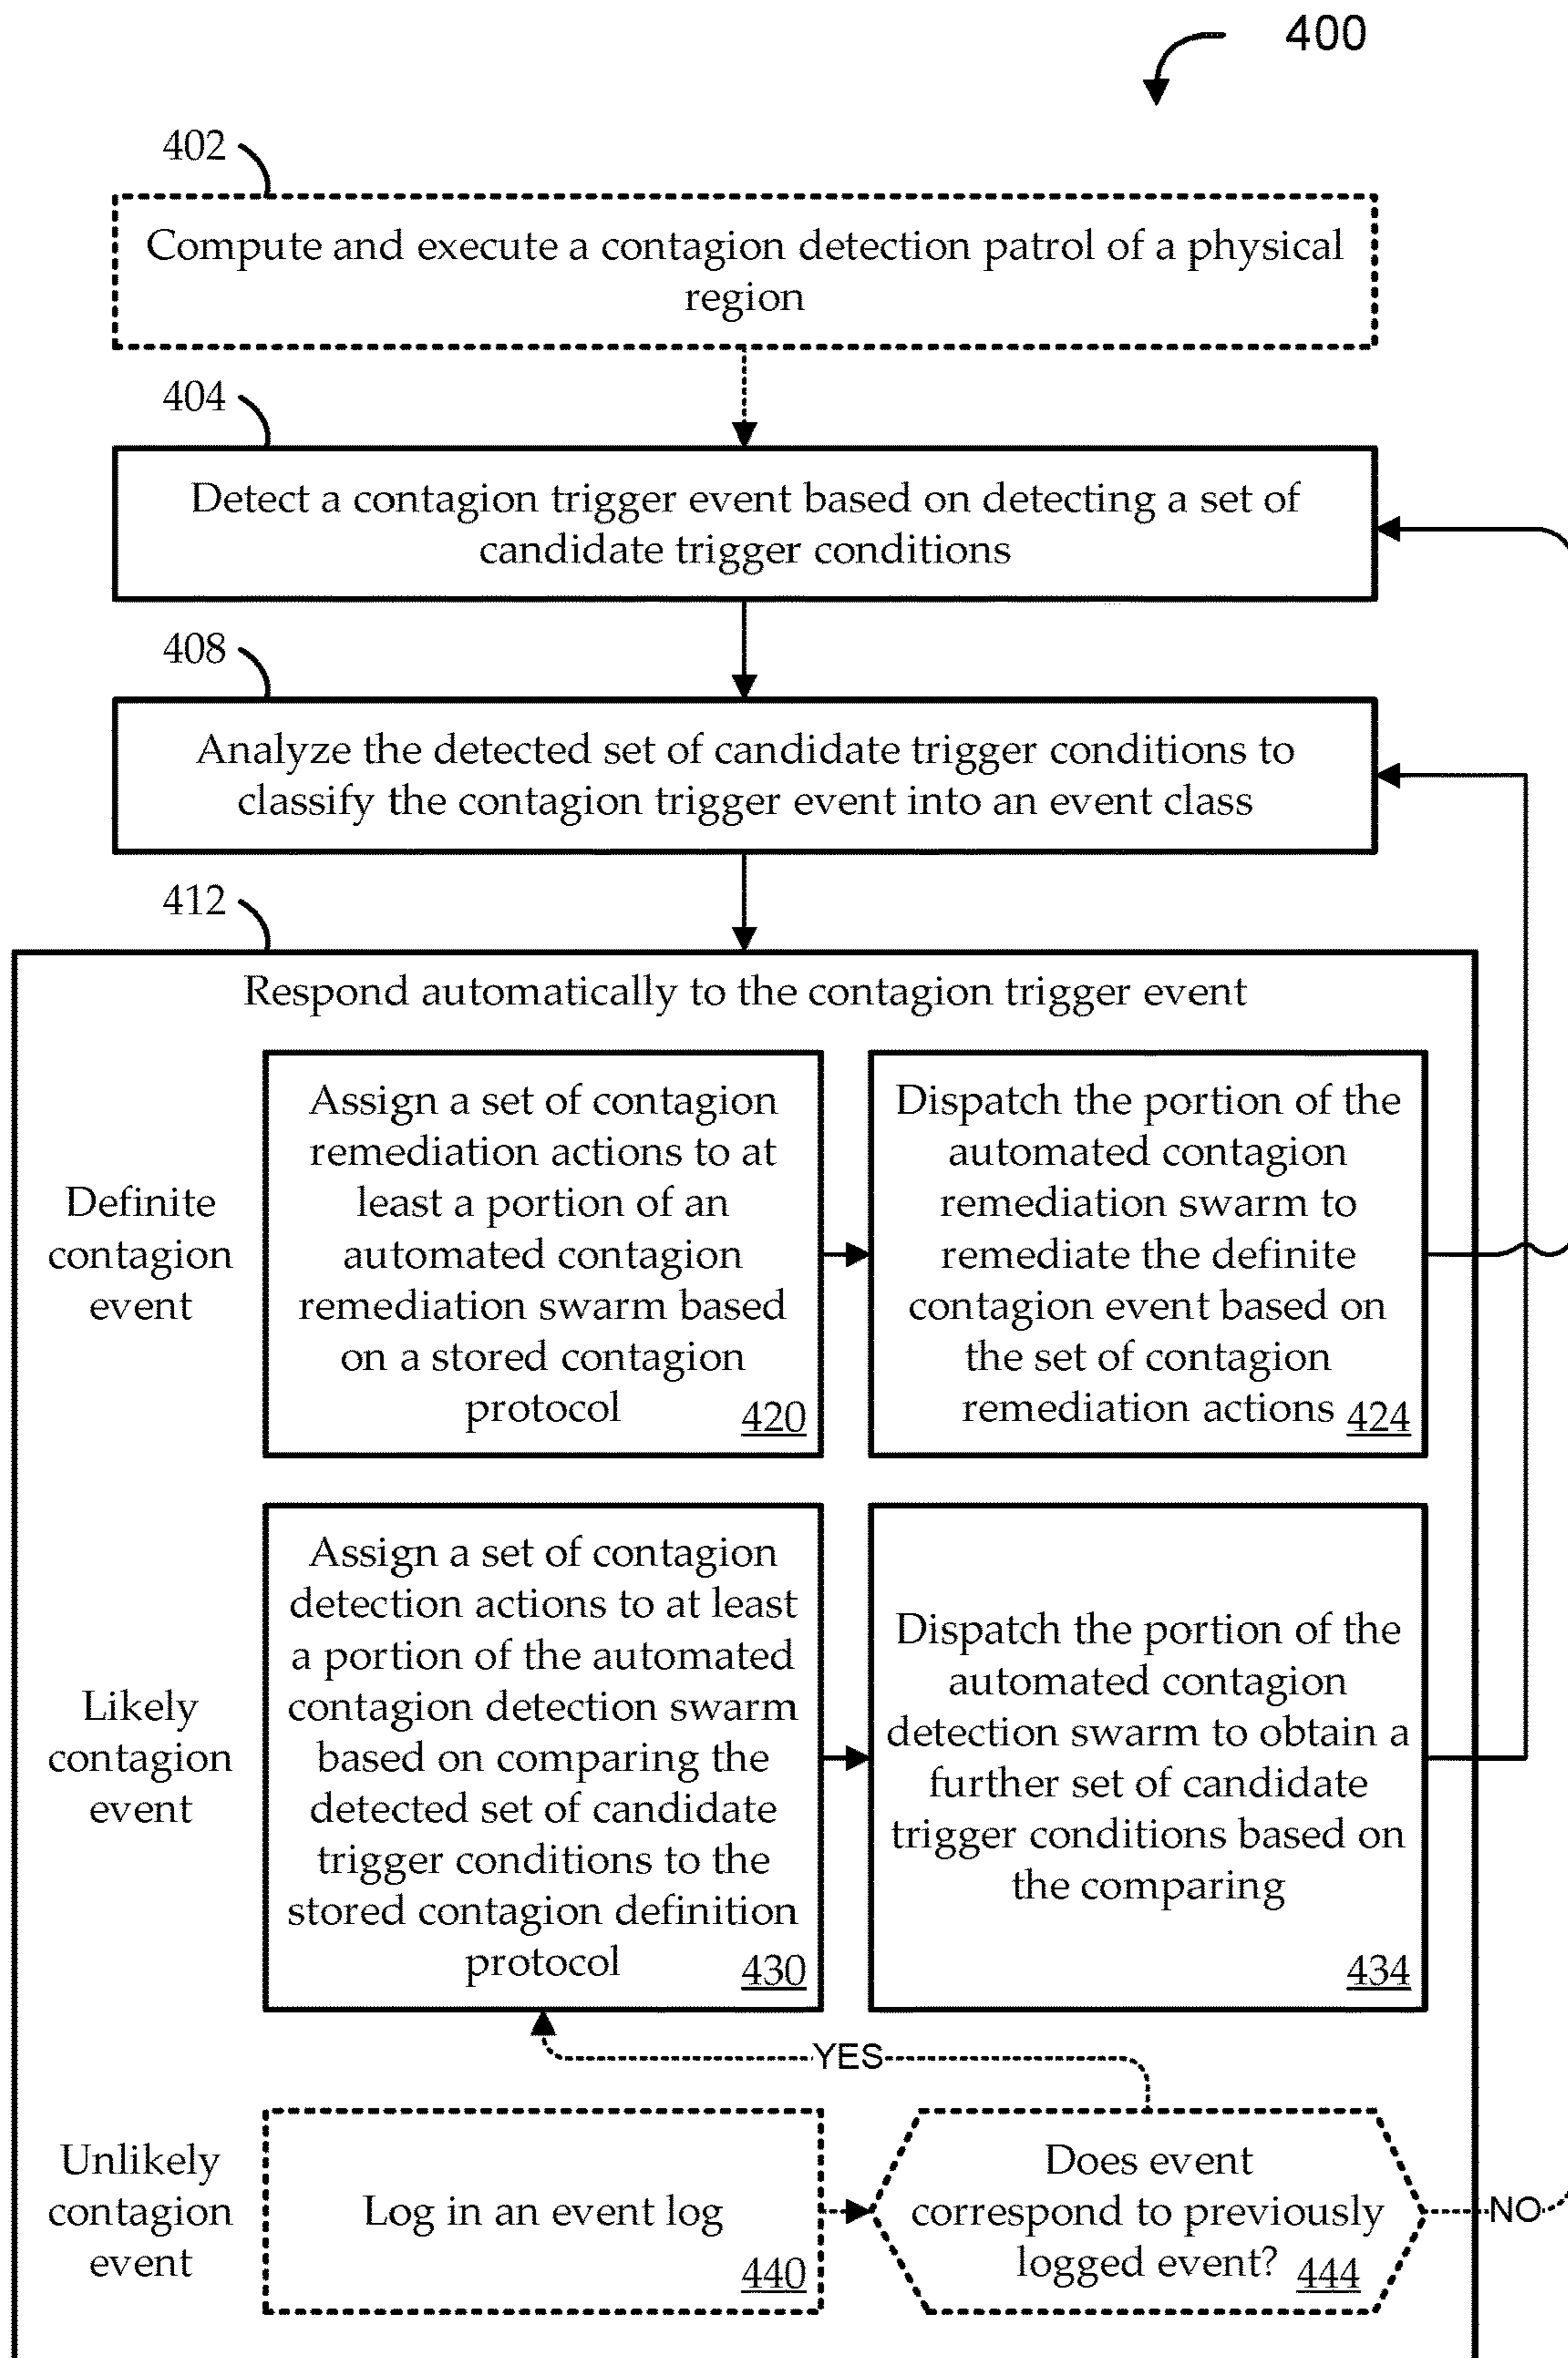 400
402
Compute and execute a contagion detection patrol of a physical
region
404
Detect a contagion trigger event based on detecting a set of
candidate trigger conditions
408
Analyze the detected set of candidate trigger conditions to
classify the contagion trigger event into an event class
412
Respond automatically to the contagion trigger event
Definite
contagion
event
Assign a set of contagion
remediation actions to at
least a portion of an
automated contagion
remediation swarm based
on a stored contagion
protocol
420
Dispatch the portion of the
automated contagion
remediation swarm to
remediate the definite
contagion event based on
the set of contagion
remediation actions
424
Likely
contagion
event
Assign a set of contagion
detection actions to at least
a portion of the automated
contagion detection swarm
based on comparing the
detected set of candidate
trigger conditions to the
stored contagion definition
protocol
430
Dispatch the portion of the
automated contagion
detection swarm to obtain a
further set of candidate
trigger conditions based on
the comparing
434
YES
Unlikely
contagion
event
Log in an event log
440
Does event
correspond to previously
logged event?
444
NO